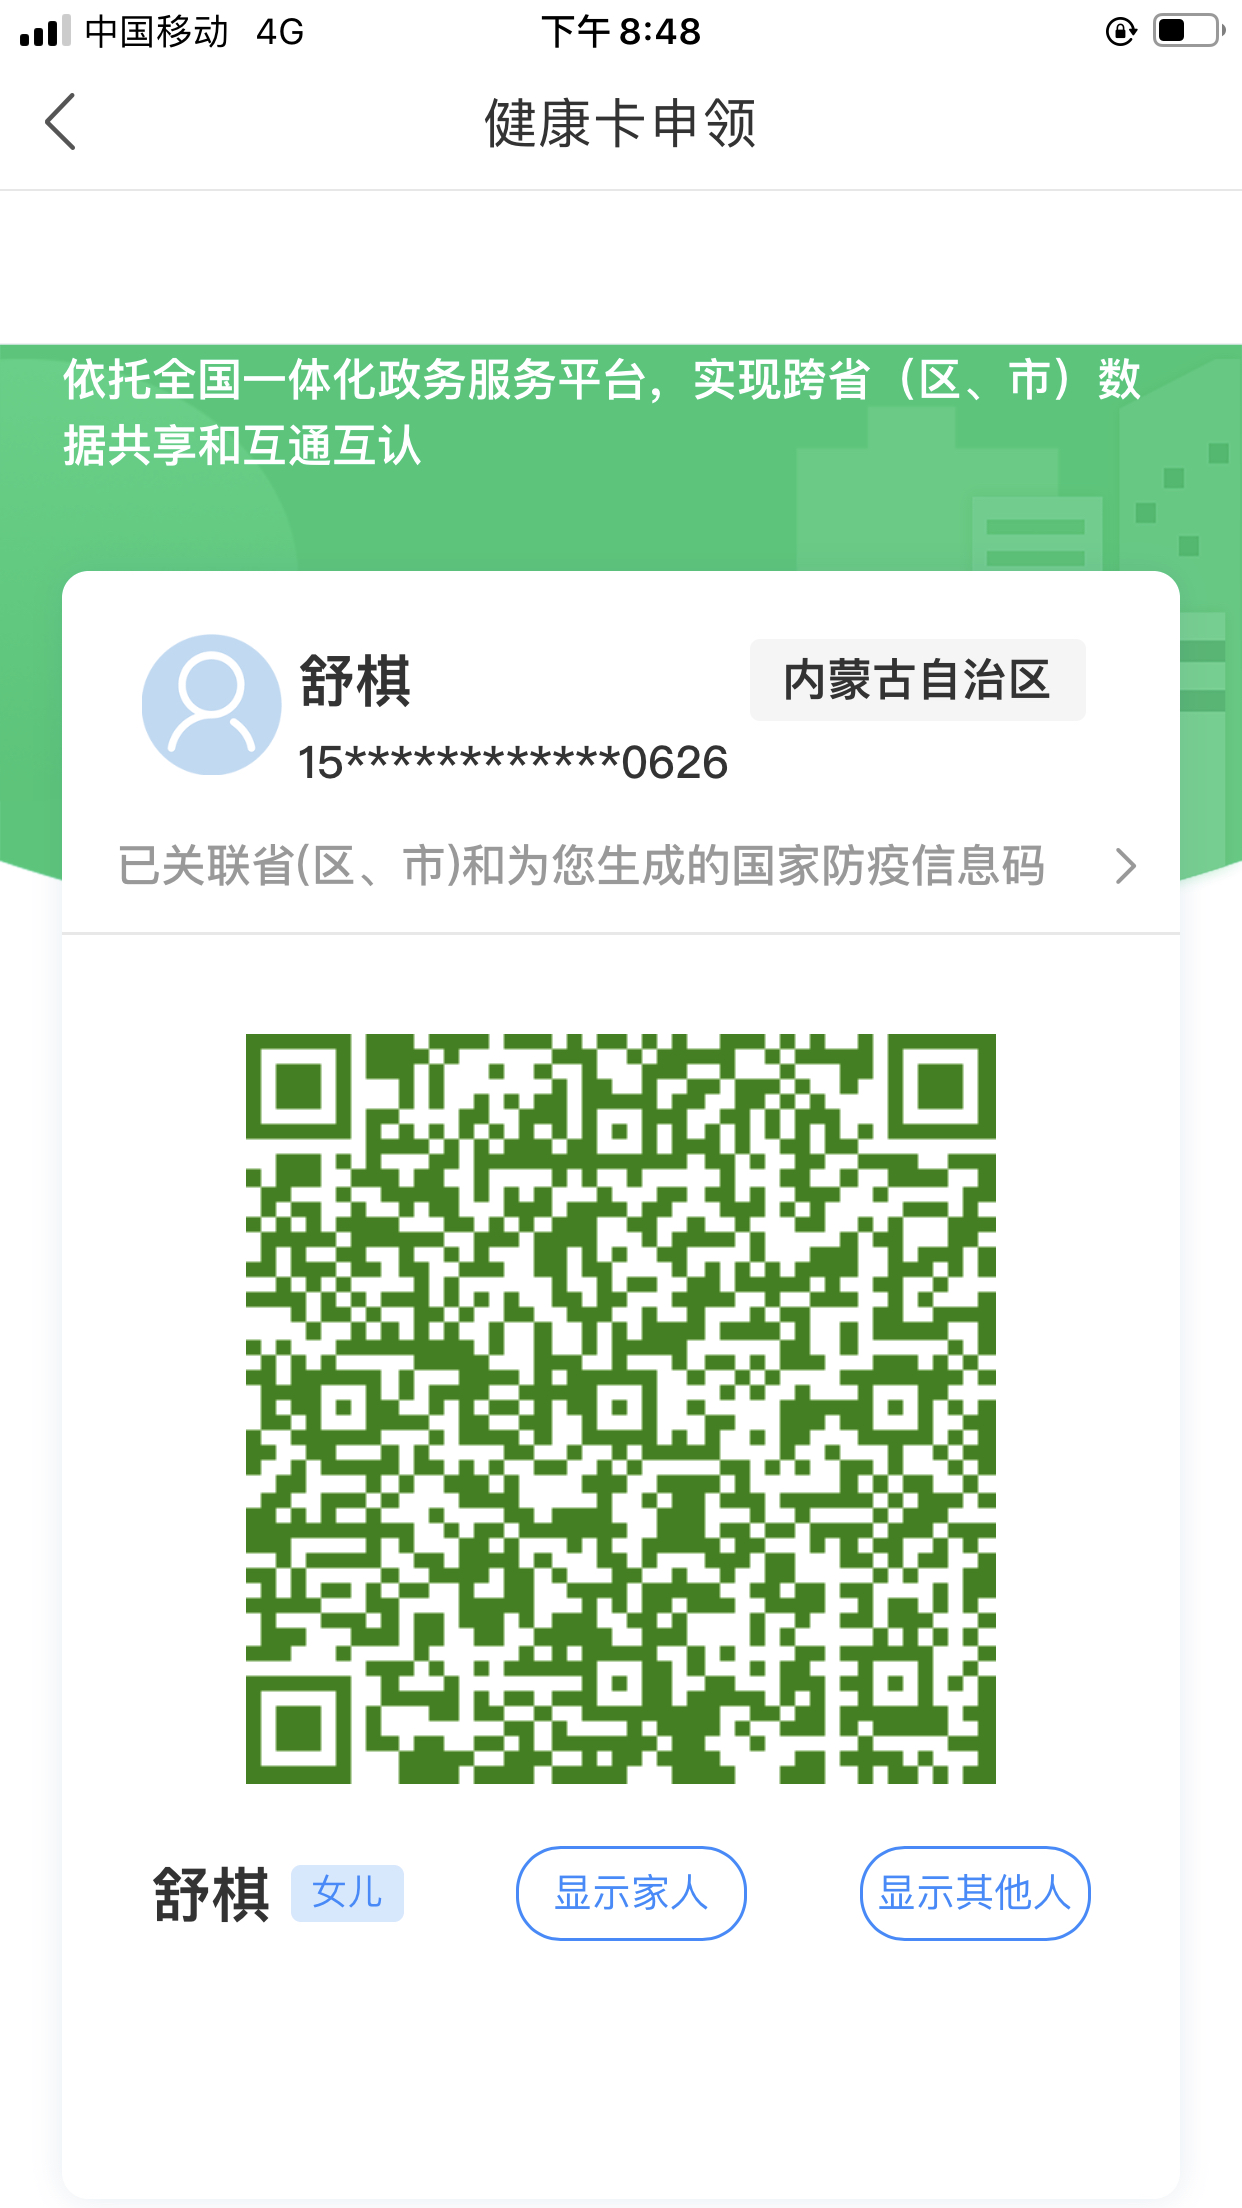 中国移动 4G 下午8:48
健康卡申领
依托全国一体化政务服务平台，实现跨省（区、市）数
据共享和互通互认
舒棋 内蒙古自治区
15************0626
已关联省(区、市)和为您生成的国家防疫信息码
舒棋 女儿 显示家人 显示其他人